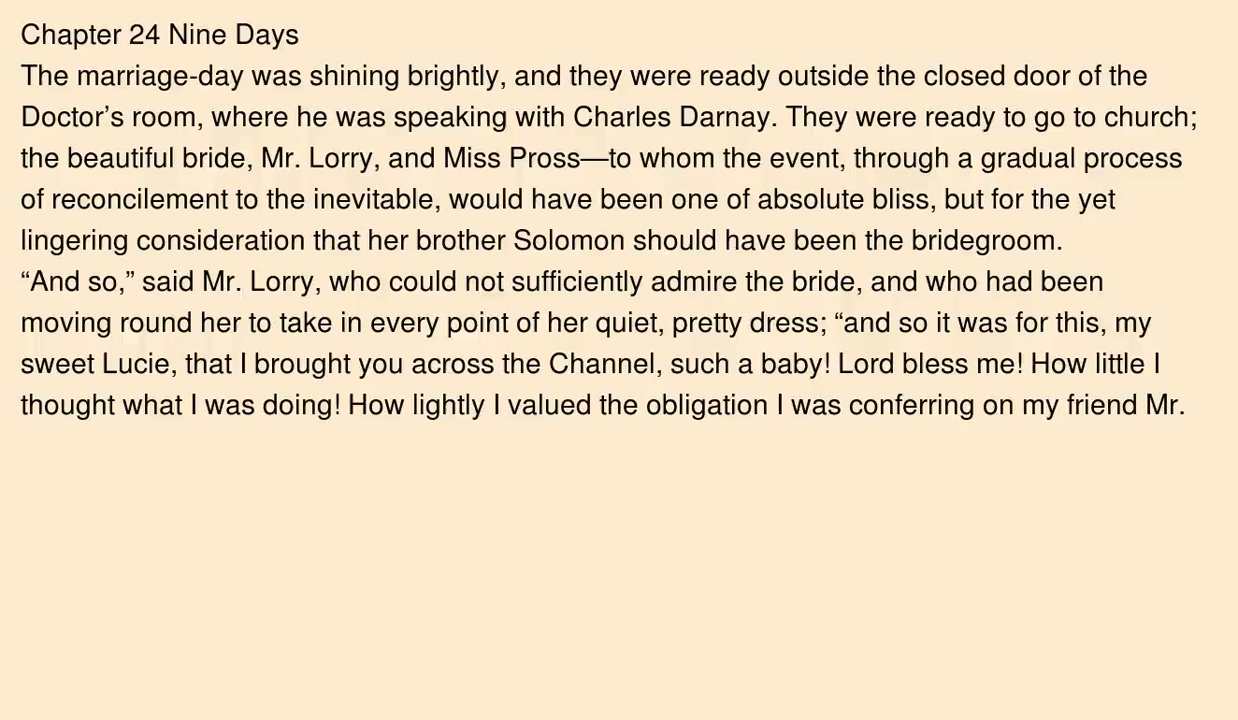 Chapter 24 Nine Days
The marriage-day was shining brightly, and they were ready outside the closed door of the
Doctor’s room, where he was speaking with Charles Darnay. They were ready to go to church;
the beautiful bride, Mr. Lorry, and Miss Pross—to whom the event, through a gradual process
of reconcilement to the inevitable, would have been one of absolute bliss, but for the yet
lingering consideration that her brother Solomon should have been the bridegroom.
“And so,” said Mr. Lorry, who could not sufficiently admire the bride, and who had been
moving round her to take in every point of her quiet, pretty dress; “and so it was for this, my
sweet Lucie, that I brought you across the Channel, such a baby! Lord bless me! How little I
thought what I was doing! How lightly I valued the obligation I was conferring on my friend Mr.